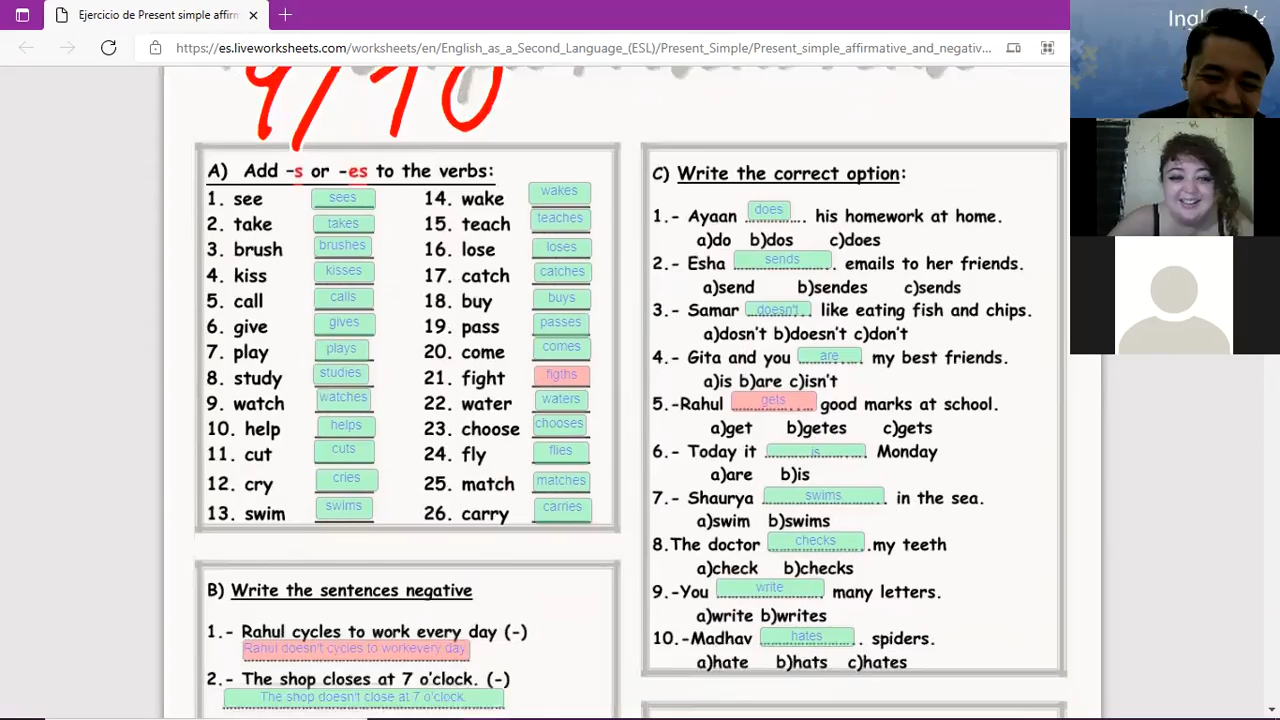 Ejercicio de Present simple affirm
Ingl
https://es.liveworksheets.com/worksheets/en/English_as_a_Second_Language_(ESL)/Present_Simple/Present_simple_affirmative_and_negativ...
9/10
A) Add -s or -es to the verbs:
1. see sees
2. take takes
3. brush brushes
4. kiss kisses
5. call calls
6. give gives
7. play plays
8. study studies
9. watch watches
10. help helps
11. cut cuts
12. cry cries
13. swim swims
14. wake wakes
15. teach teaches
16. lose loses
17. catch catches
18. buy buys
19. pass passes
20. come comes
21. fight figths
22. water waters
23. choose chooses
24. fly flies
25. match matches
26. carry carries
B) Write the sentences negative
1.- Rahul cycles to work every day (-)
Rahul doesn't cycles to workevery day
2.- The shop closes at 7 o'clock. (-)
The shop doesn't close at 7 o'clock.
C) Write the correct option:
1.- Ayaan does his homework at home.
a)do b)dos c)does
2.- Esha sends emails to her friends.
a)send b)sendes c)sends
3.- Samar doesn't like eating fish and chips.
a)dosn't b)doesn't c)don't
4.- Gita and you are my best friends.
a)is b)are c)isn't
5.-Rahul gets good marks at school.
a)get b)getes c)gets
6.- Today it is Monday
a)are b)is
7.- Shaurya swims in the sea.
a)swim b)swims
8.The doctor checks my teeth
a)check b)checks
9.-You write many letters.
a)write b)writes
10.-Madhav hates spiders.
a)hate b)hats c)hates